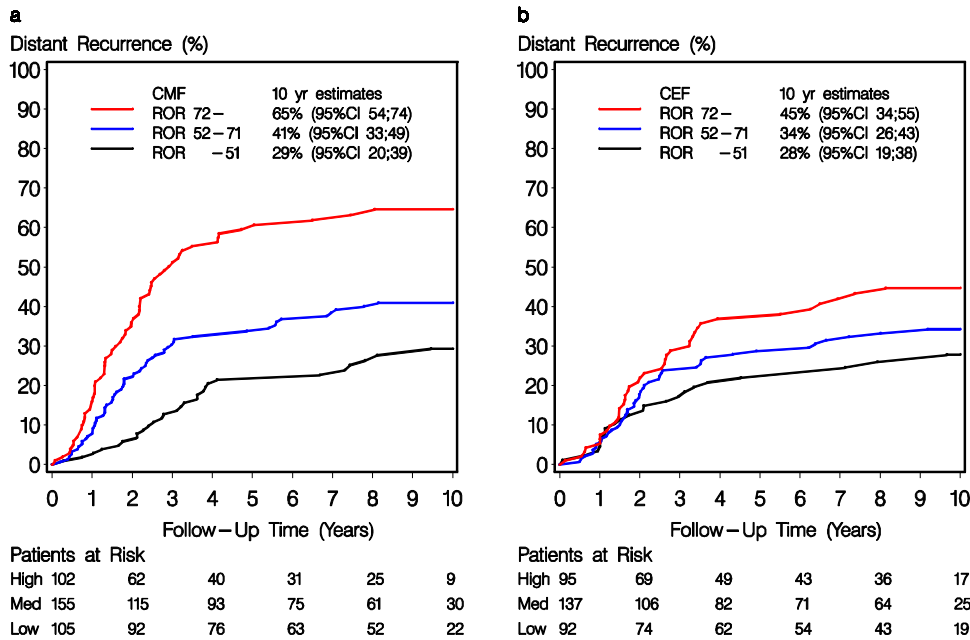 a
Distant Recurrence (%)
100
90
80
70
60
50
40
30
20
10
0
CMF 10 yr estimates
ROR 72– 65% (95%CI 54;74)
ROR 52–71 41% (95%CI 33;49)
ROR –51 29% (95%CI 20;39)
0 1 2 3 4 5 6 7 8 9 10
Follow–Up Time (Years)
Patients at Risk
High 102 62 40 31 25 9
Med 155 115 93 75 61 30
Low 105 92 76 63 52 22
b
Distant Recurrence (%)
100
90
80
70
60
50
40
30
20
10
0
CEF 10 yr estimates
ROR 72– 45% (95%CI 34;55)
ROR 52–71 34% (95%CI 26;43)
ROR –51 28% (95%CI 19;38)
0 1 2 3 4 5 6 7 8 9 10
Follow–Up Time (Years)
Patients at Risk
High 95 69 49 43 36 17
Med 137 106 82 71 64 25
Low 92 74 62 54 43 19